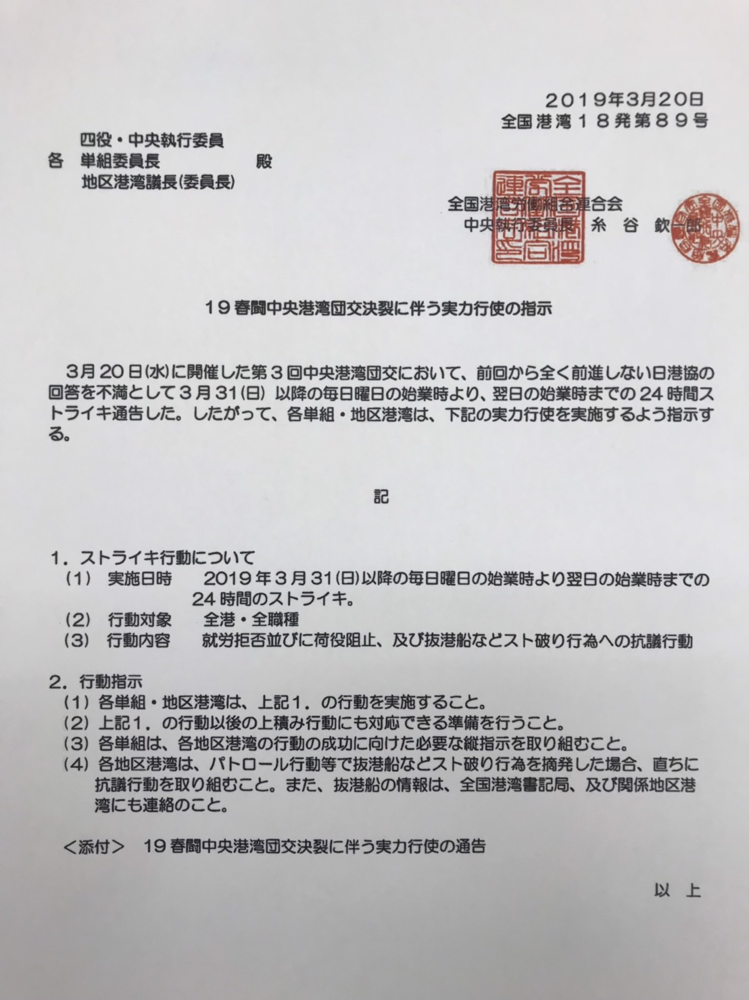 2019年3月20日
全国港湾18発第89号
四役・中央執行委員
各　単組委員長　殿
地区港湾議長(委員長)
全国港湾労働組合連合会
中央執行委員長　糸　谷　欽一郎
19春闘中央港湾団交決裂に伴う実力行使の指示
3月20日(水)に開催した第3回中央港湾団交において、前回から全く前進しない日港協の
回答を不満として3月31(日) 以降の毎日曜日の始業時より、翌日の始業時までの24時間ス
トライキ通告した。したがって、各単組・地区港湾は、下記の実力行使を実施するよう指示す
る。
記
1．ストライキ行動について
(1)　実施日時　2019年3月31(日)以降の毎日曜日の始業時より翌日の始業時までの
24時間のストライキ。
(2)　行動対象　全港・全職種
(3)　行動内容　就労拒否並びに荷役阻止、及び抜港船などスト破り行為への抗議行動
2．行動指示
(1) 各単組・地区港湾は、上記1．の行動を実施すること。
(2) 上記1．の行動以後の上積み行動にも対応できる準備を行うこと。
(3) 各単組は、各地区港湾の行動の成功に向けた必要な縦指示を取り組むこと。
(4) 各地区港湾は、パトロール行動等で抜港船などスト破り行為を摘発した場合、直ちに
抗議行動を取り組むこと。また、抜港船の情報は、全国港湾書記局、及び関係地区港
湾にも連絡のこと。
＜添付＞　19春闘中央港湾団交決裂に伴う実力行使の通告
以　上